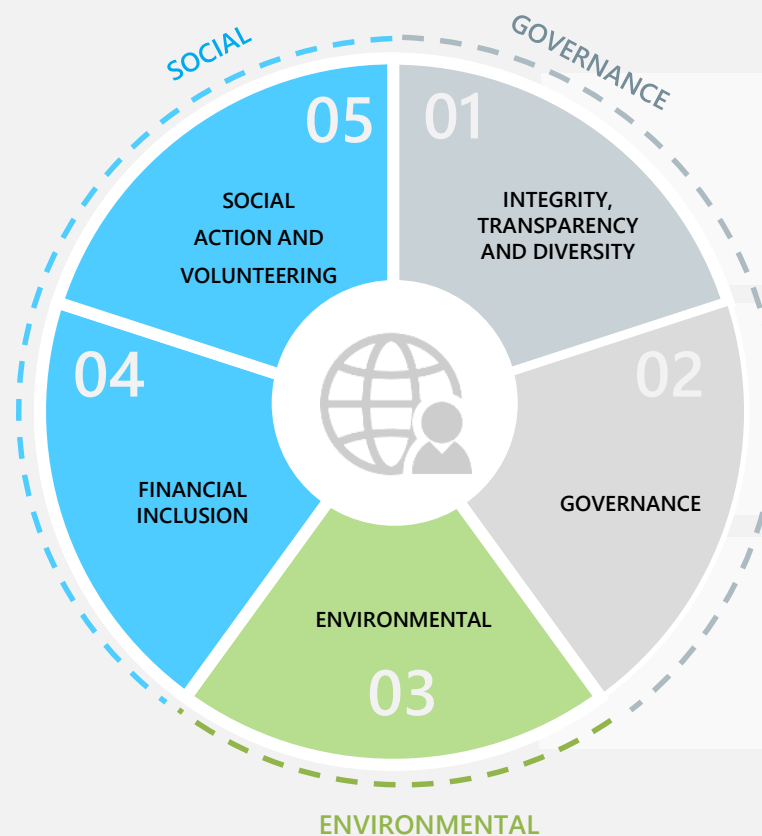 SOCIAL
GOVERNANCE
05
01
SOCIAL
ACTION AND
VOLUNTEERING
INTEGRITY,
TRANSPARENCY
AND DIVERSITY
04
02
FINANCIAL
INCLUSION
GOVERNANCE
ENVIRONMENTAL
03
ENVIRONMENTAL